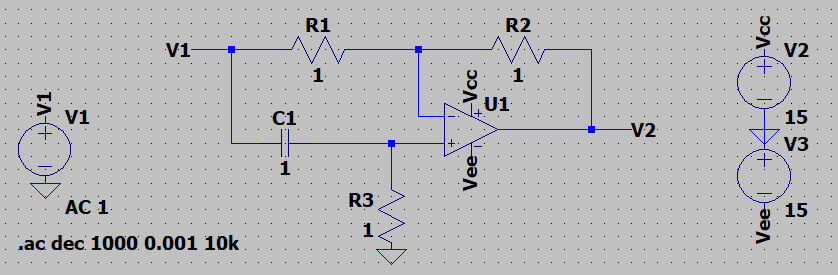 R1
R2
Vcc
V1
V2
1
1
Vcc
U1
V1
V1
C1
15
V2
V3
1
Vee
R3
15
AC 1
1
Vee
.ac dec 1000 0.001 10k